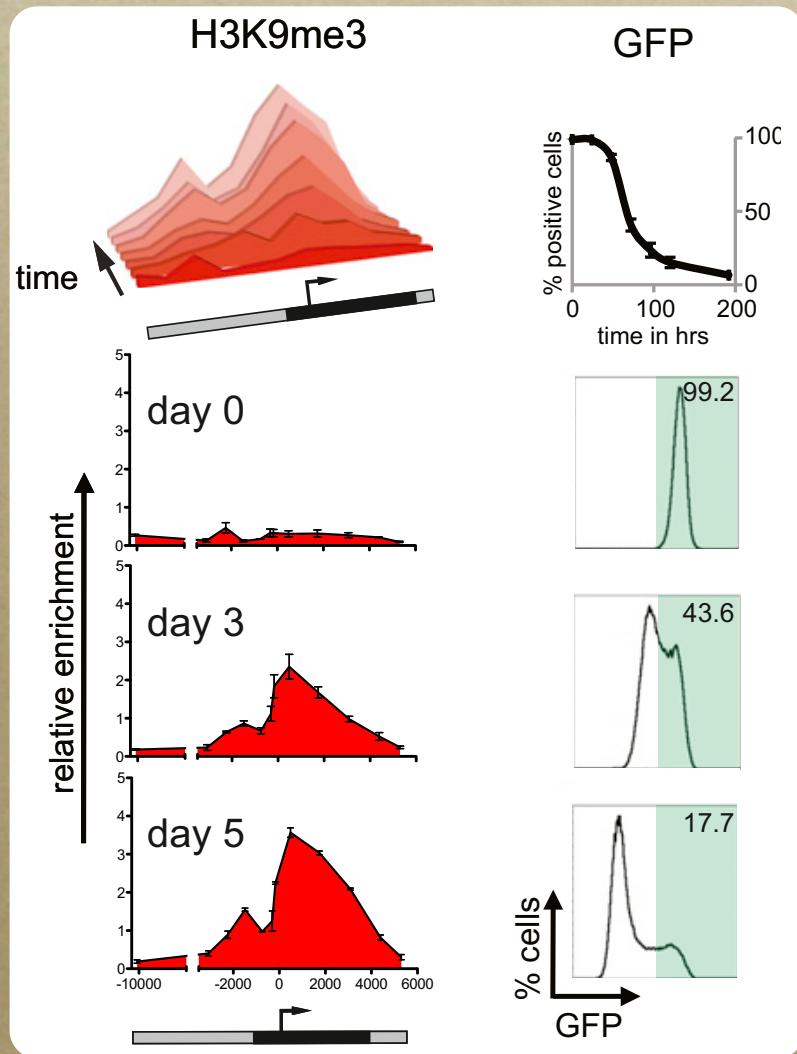 H3K9me3
GFP
% positive cells
100
50
0
0 100 200
time in hrs
time
relative enrichment
5
4
3
2
1
0
day 0
99.2
5
4
3
2
1
0
day 3
43.6
5
4
3
2
1
0
day 5
17.7
-10000 -2000 0 2000 4000 6000
% cells
GFP